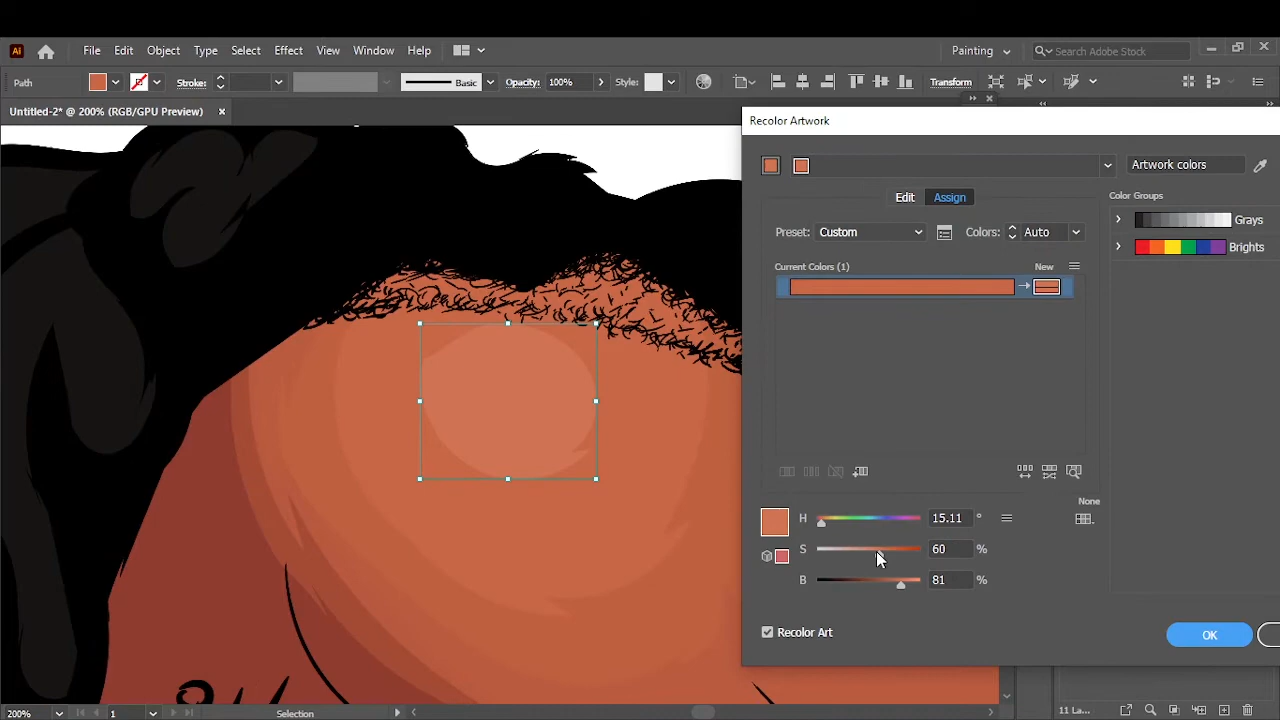 Ai File Edit Object Type Select Effect View Window Help Painting Search Adobe Stock
Path Stroke: Basic Opacity: 100% Style: Transform
Untitled-2* @ 200% (RGB/GPU Preview)
Recolor Artwork
Artwork colors
Edit Assign Color Groups
Preset: Custom Colors: Auto Grays
Brights
Current Colors (1) New
None
H 15.11 °
S 60 %
B 81 %
Recolor Art OK
200% 1 Selection 11 La...